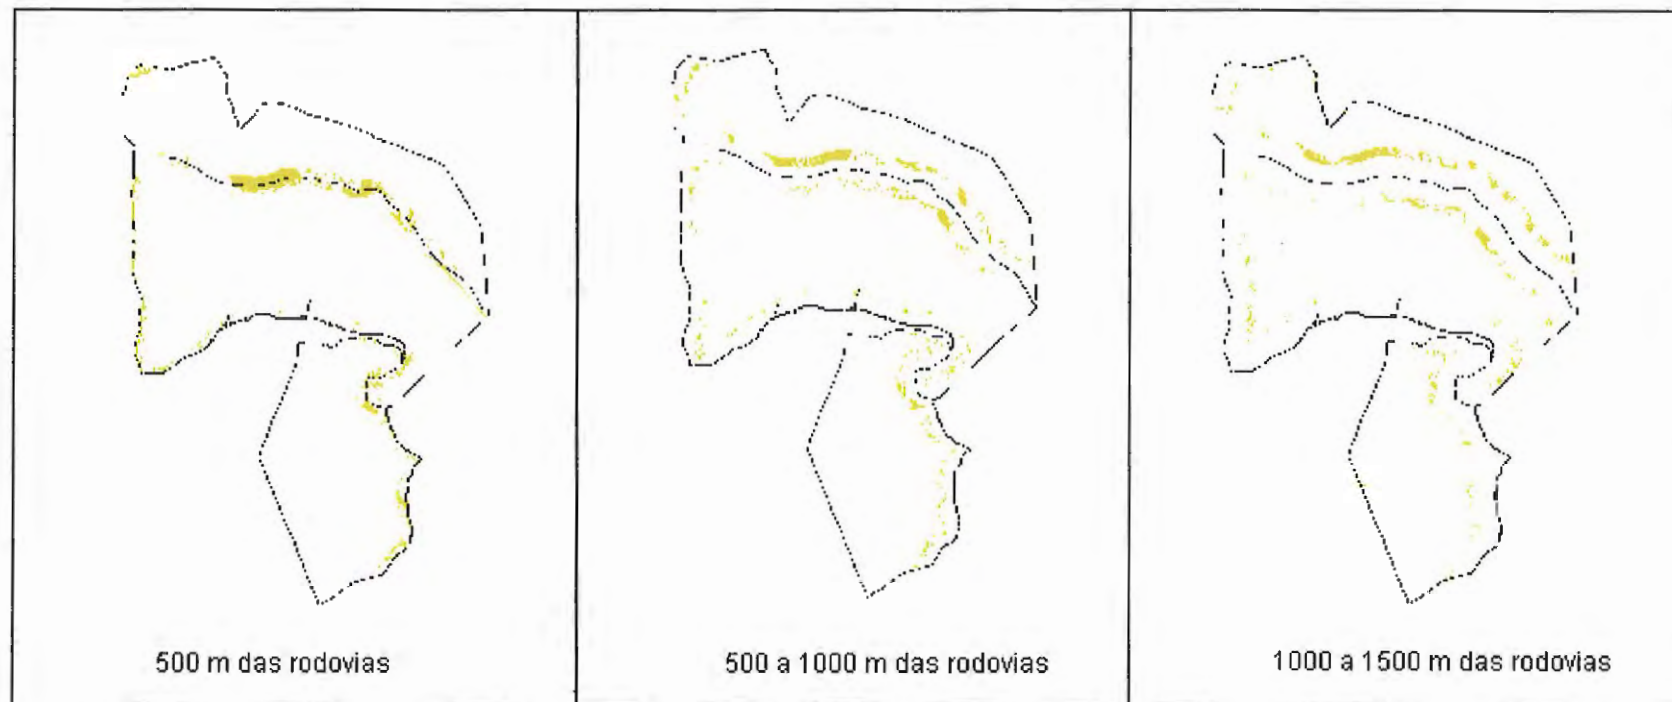 500 m das rodovias
500 a 1000 m das rodovias
1000 a 1500 m das rodovias